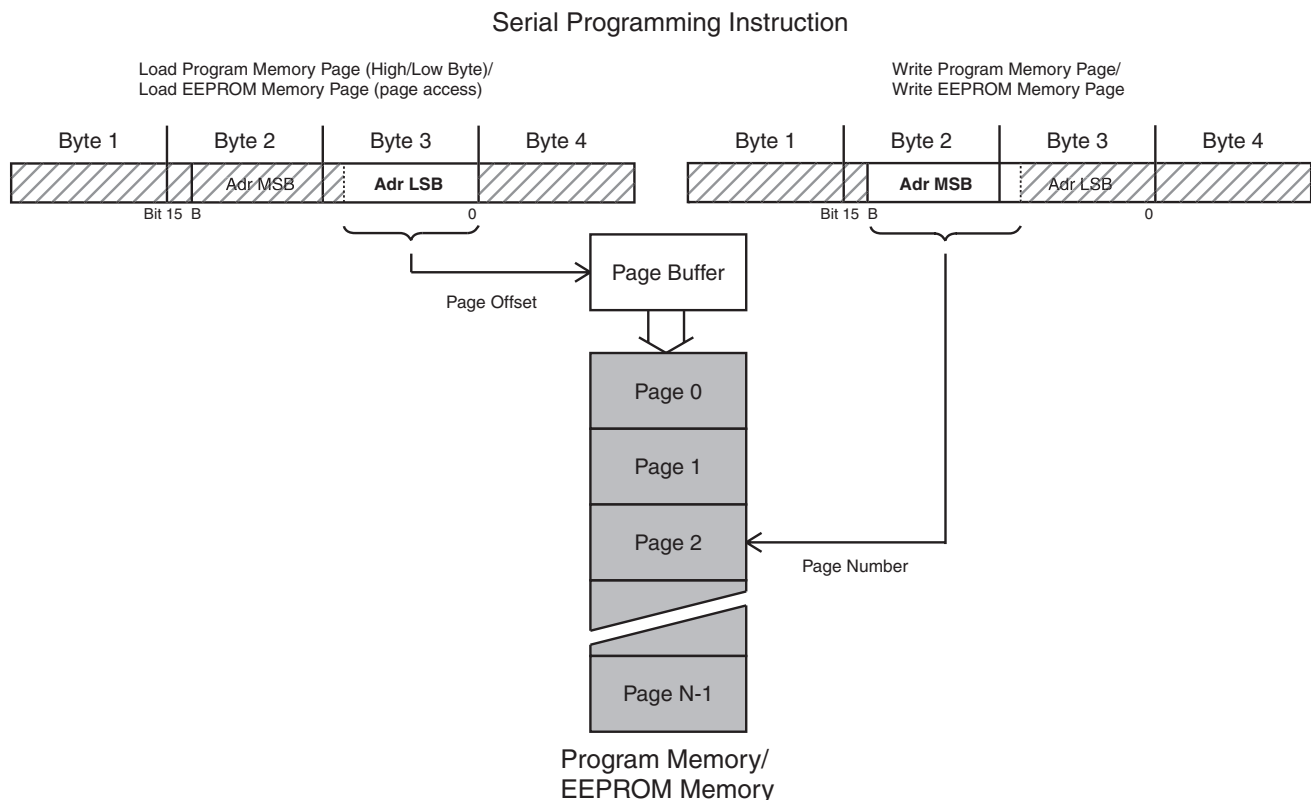 Serial Programming Instruction
Load Program Memory Page (High/Low Byte)/
Load EEPROM Memory Page (page access)
Write Program Memory Page/
Write EEPROM Memory Page
Byte 1 Byte 2 Byte 3 Byte 4
Byte 1 Byte 2 Byte 3 Byte 4
Adr MSB Adr LSB
Adr MSB Adr LSB
Bit 15 B 0
Bit 15 B 0
Page Buffer
Page Offset
Page 0
Page 1
Page 2
Page Number
Page N-1
Program Memory/
EEPROM Memory